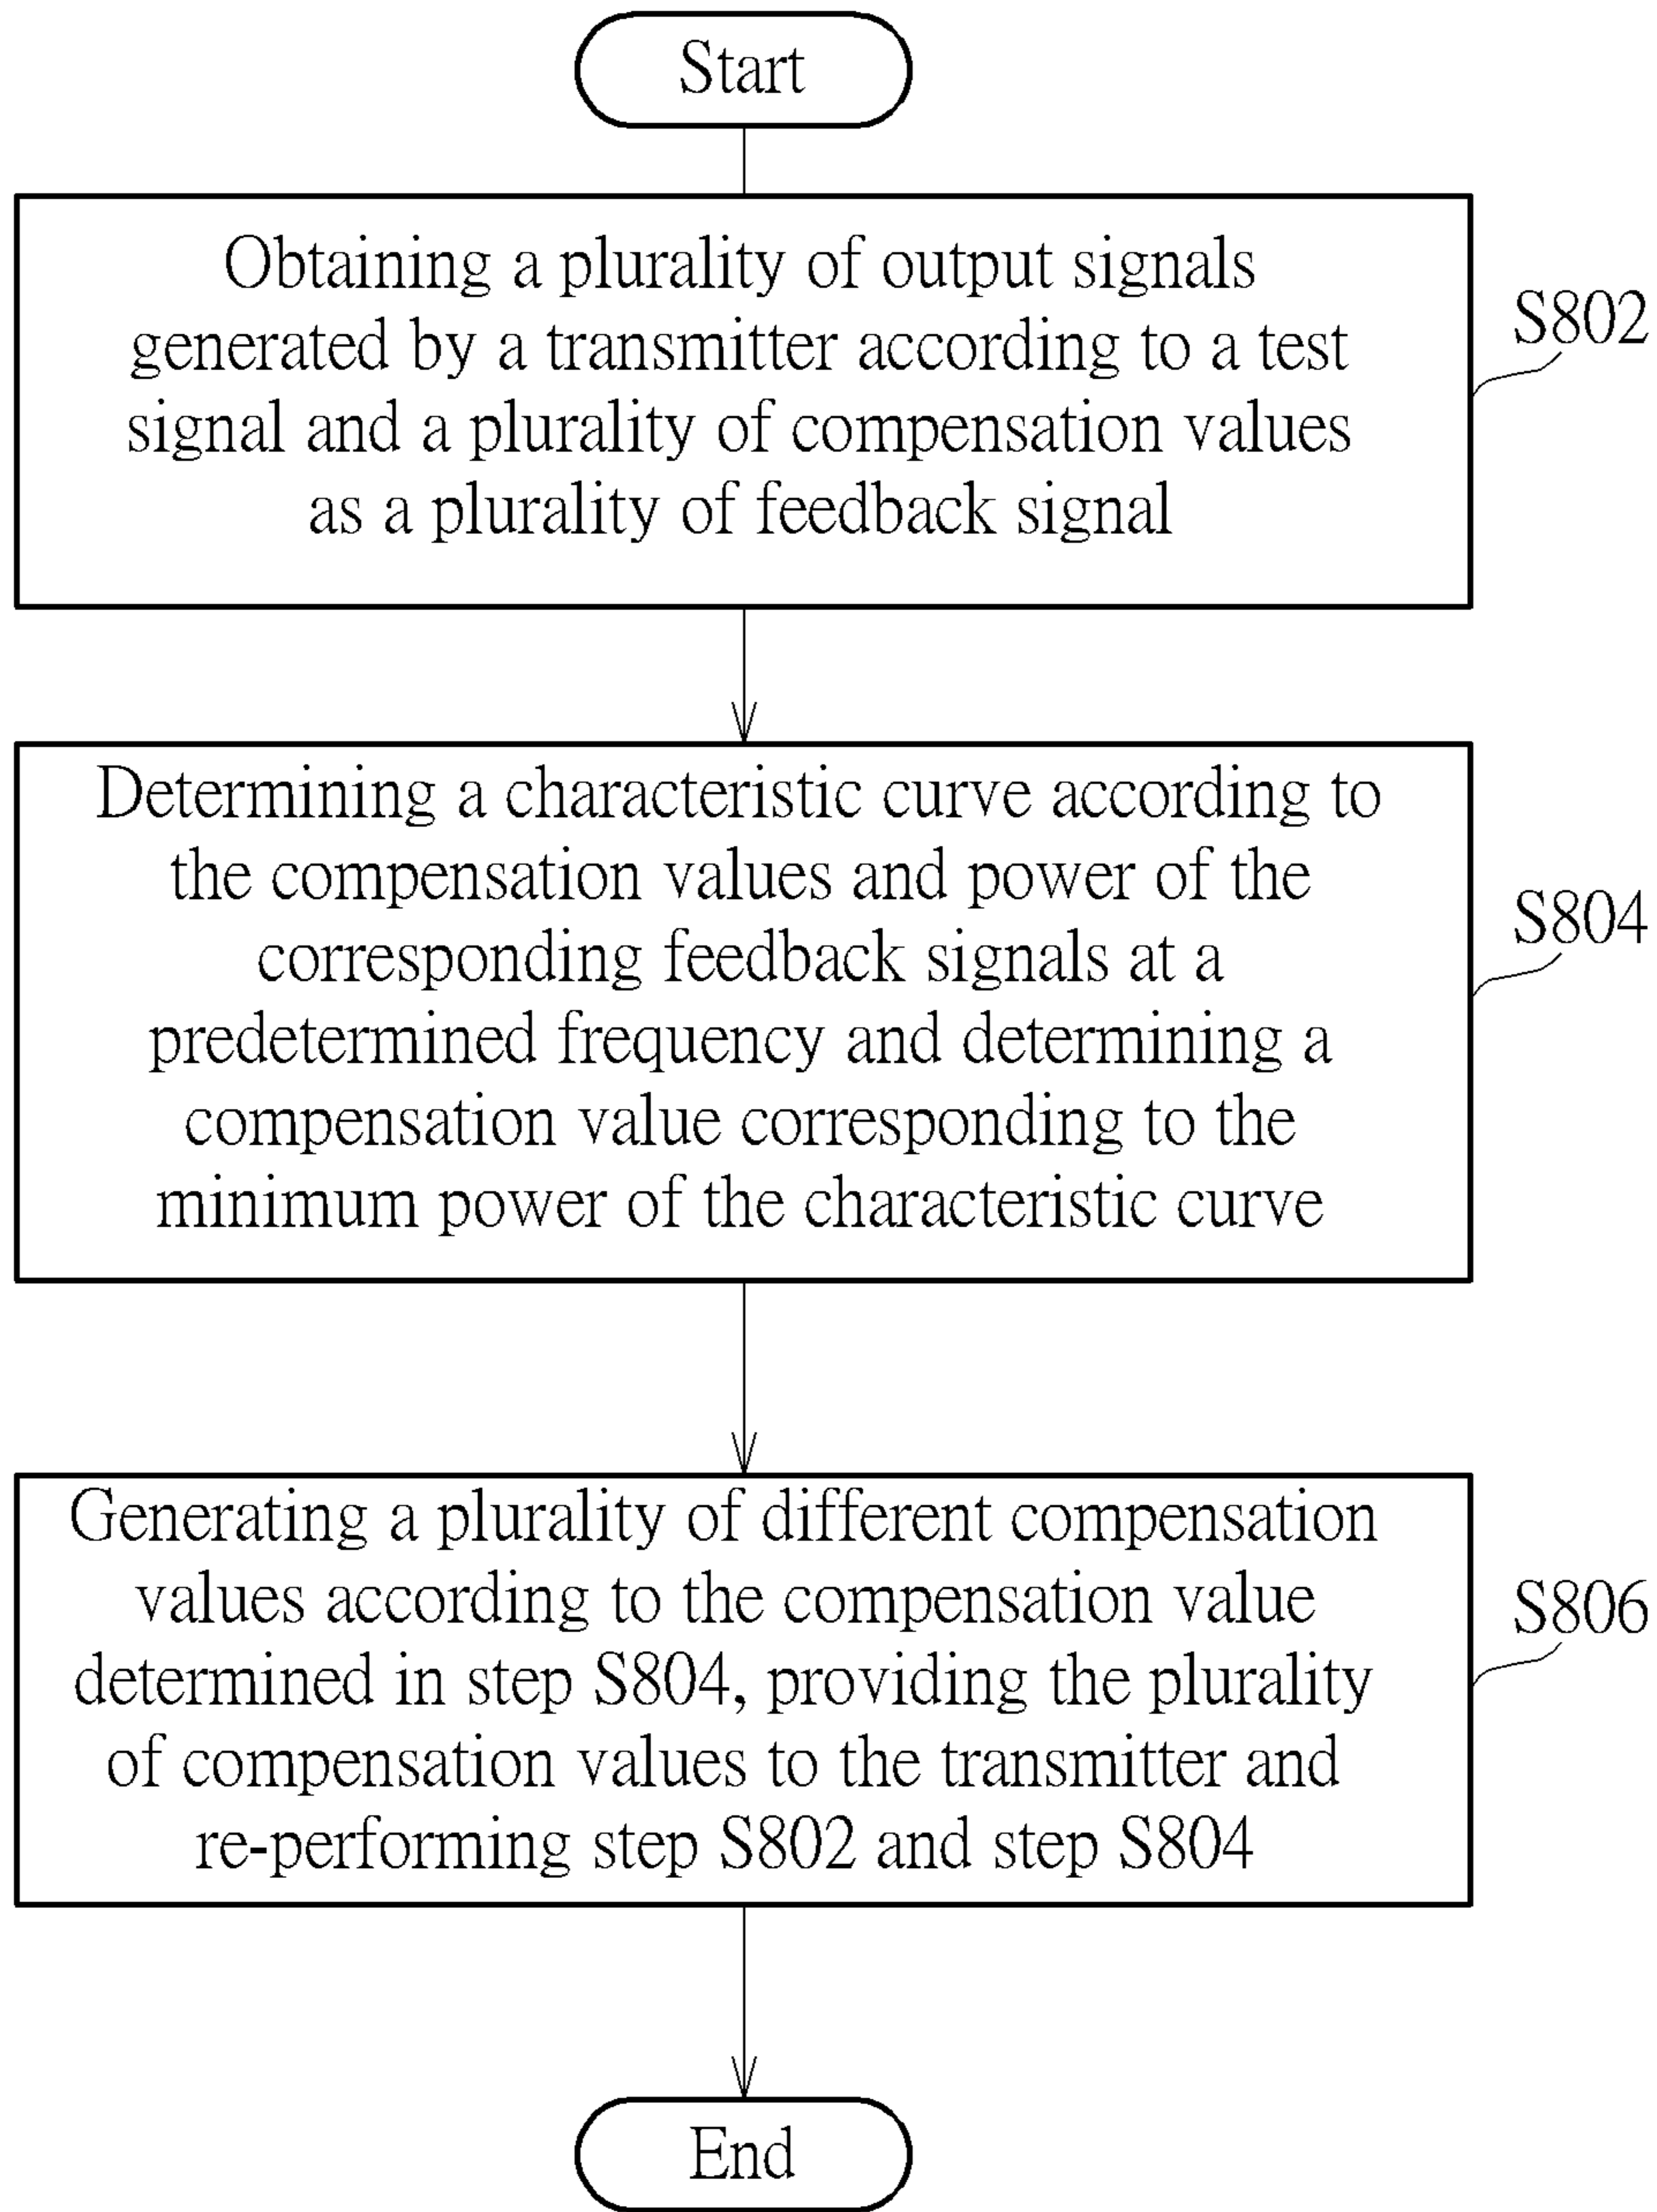 Start
Obtaining a plurality of output signals
generated by a transmitter according to a test
signal and a plurality of compensation values
as a plurality of feedback signal
S802
Determining a characteristic curve according to
the compensation values and power of the
corresponding feedback signals at a
predetermined frequency and determining a
compensation value corresponding to the
minimum power of the characteristic curve
S804
Generating a plurality of different compensation
values according to the compensation value
determined in step S804, providing the plurality
of compensation values to the transmitter and
re-performing step S802 and step S804
S806
End